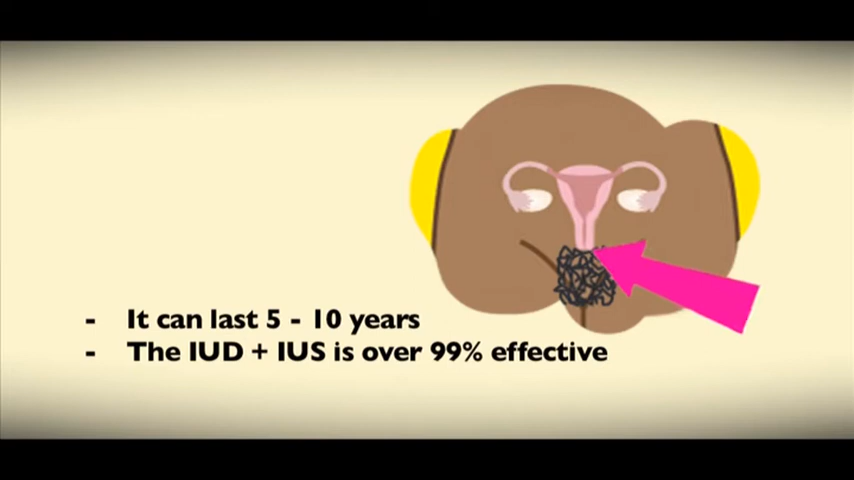 - It can last 5 - 10 years
- The IUD + IUS is over 99% effective